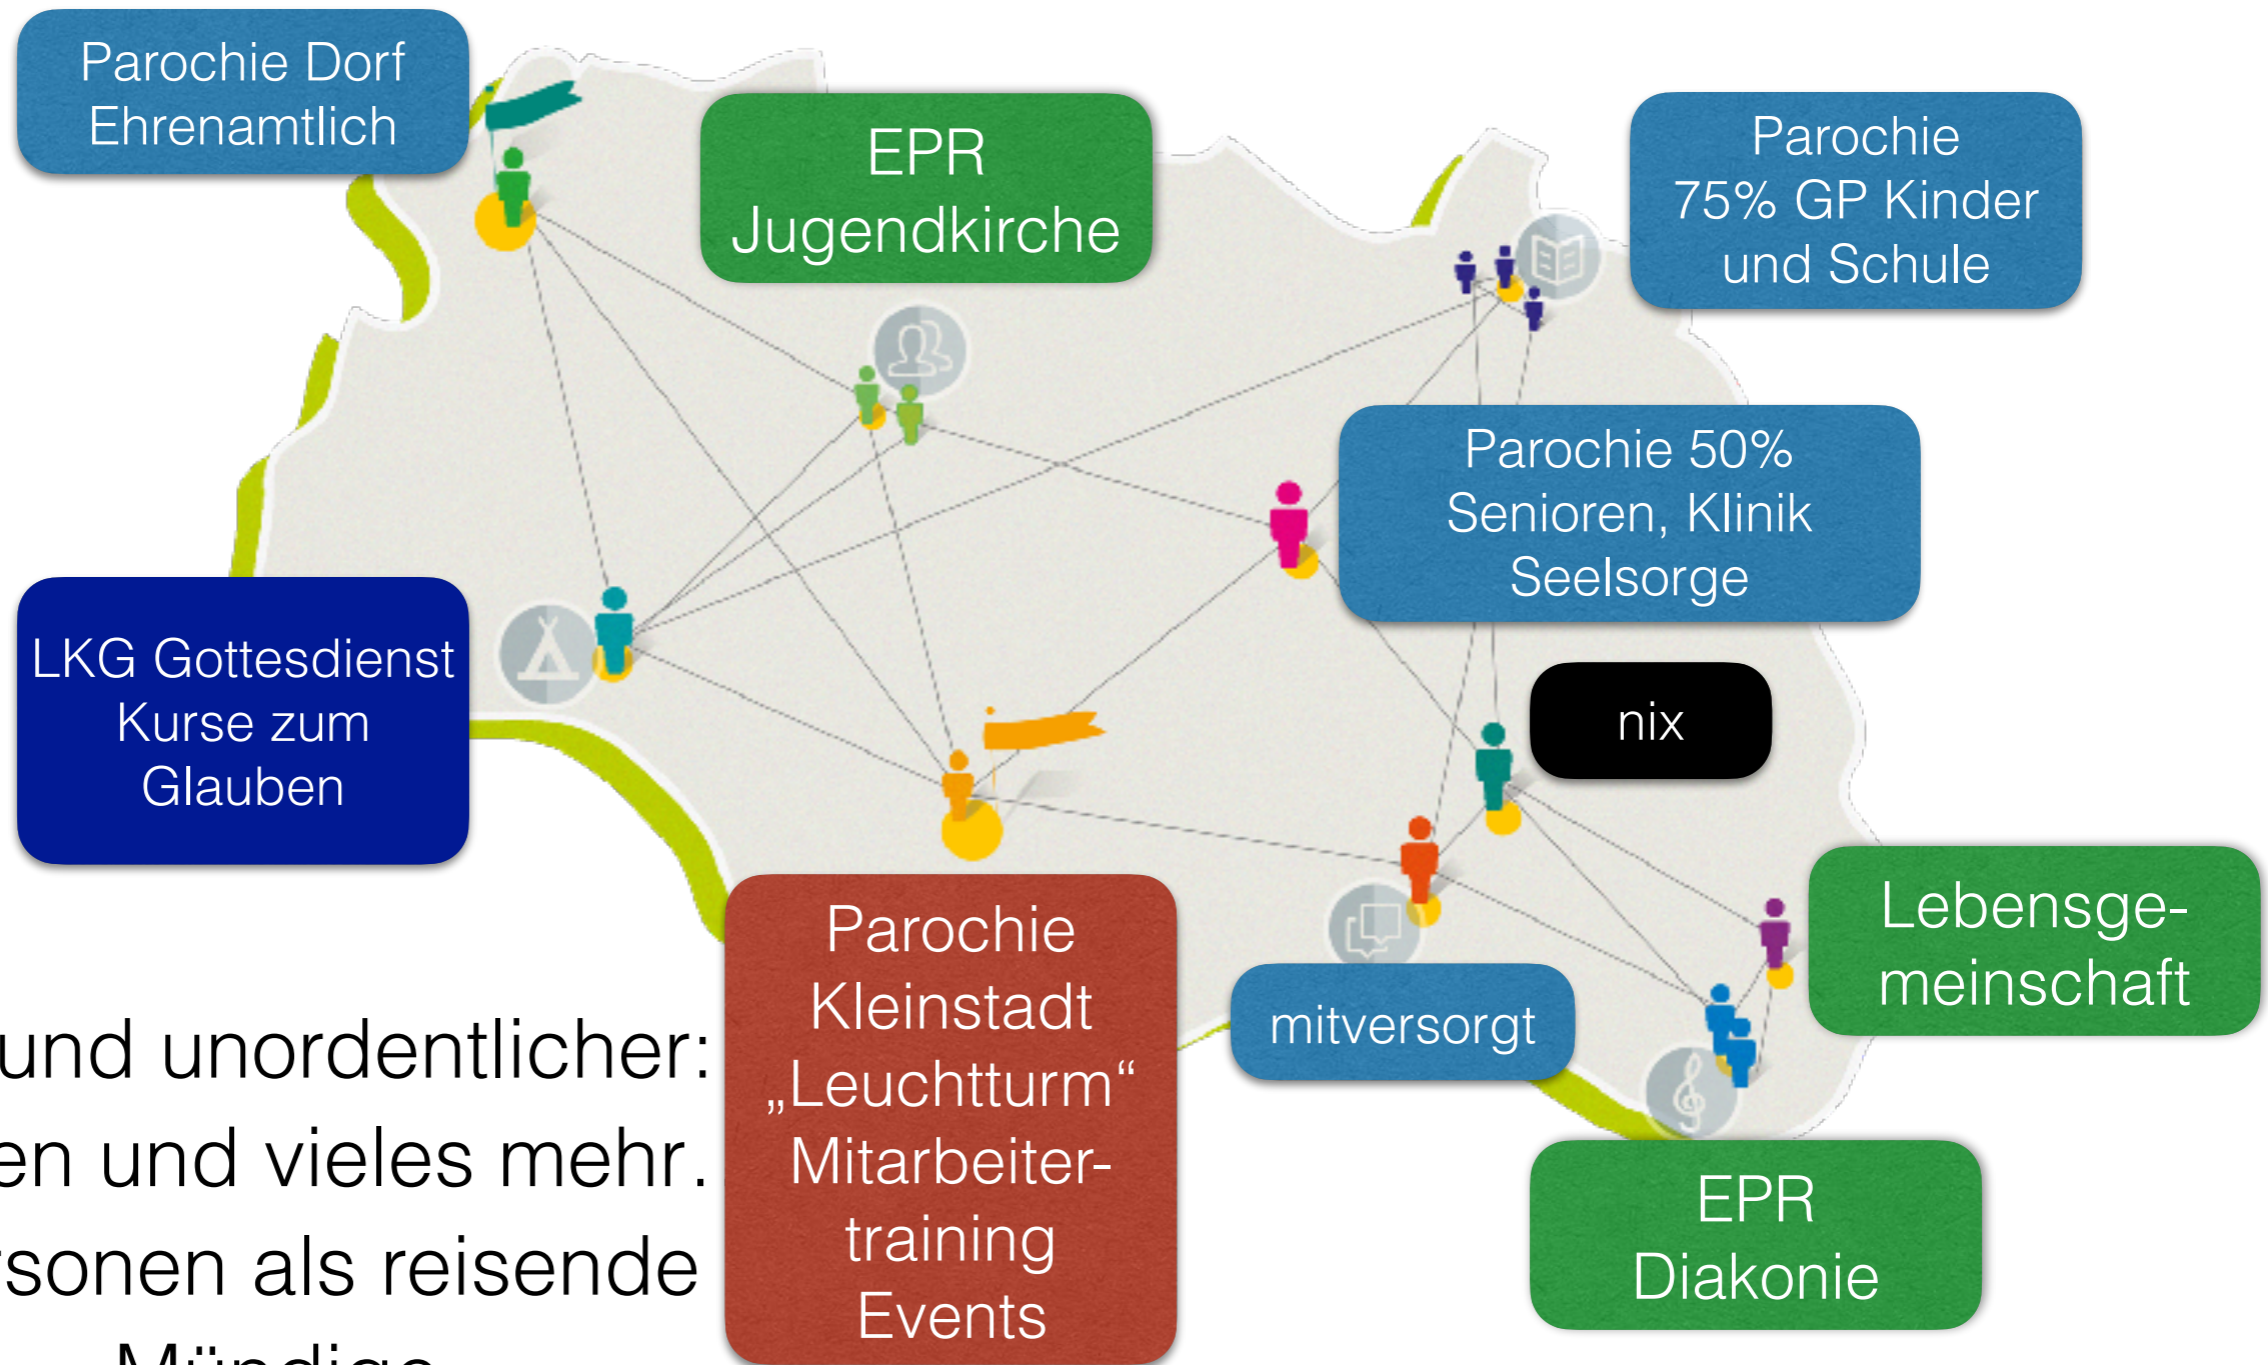 Parochie Dorf
Ehrenamtlich
EPR
Jugendkirche
Parochie
75% GP Kinder
und Schule
Parochie 50%
Senioren, Klinik
Seelsorge
LKG Gottesdienst
Kurse zum
Glauben
nix
Parochie
Kleinstadt
„Leuchtturm“
Mitarbeiter-
training
Events
mitversorgt
Lebensge-
meinschaft
EPR
Diakonie
und unordentlicher:
und vieles mehr.
als reisende